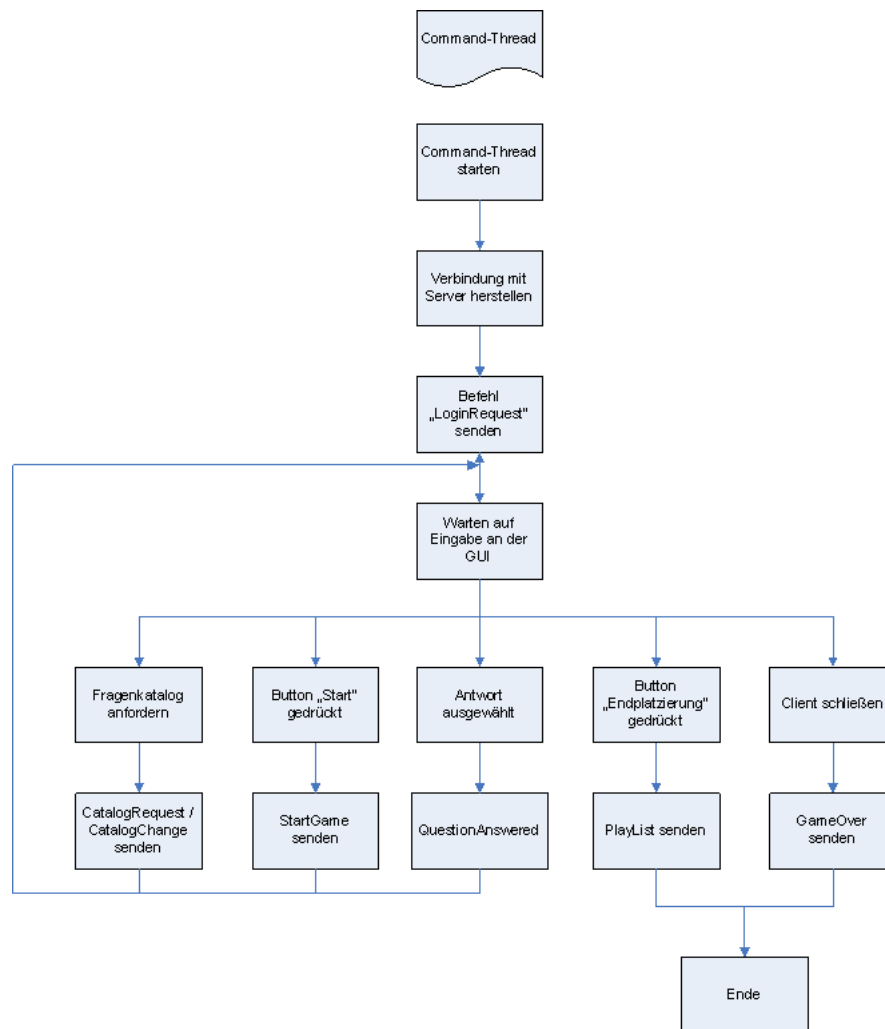 Command-Thread
Command-Thread
starten
Verbindung mit
Server herstellen
Befehl
„LoginRequest"
senden
Warten auf
Eingabe an der
GUI
Fragenkatalog
anfordern
Button „Start"
gedrückt
Antwort
ausgewählt
Button
„Endplatzierung"
gedrückt
Client schließen
CatalogRequest /
CatalogChange
senden
StartGame
senden
QuestionAnswered
PlayList senden
GameOver
senden
Ende